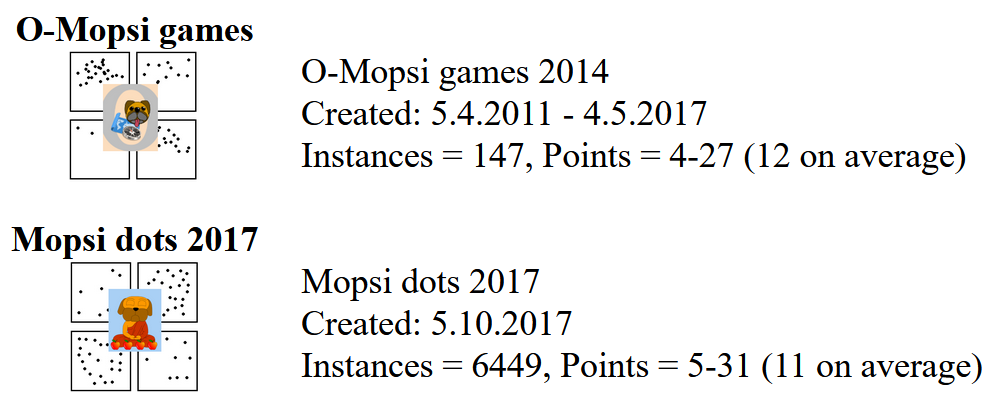 O-Mopsi games
O-Mopsi games 2014
Created: 5.4.2011 - 4.5.2017
Instances = 147, Points = 4-27 (12 on average)
Mopsi dots 2017
Mopsi dots 2017
Created: 5.10.2017
Instances = 6449, Points = 5-31 (11 on average)